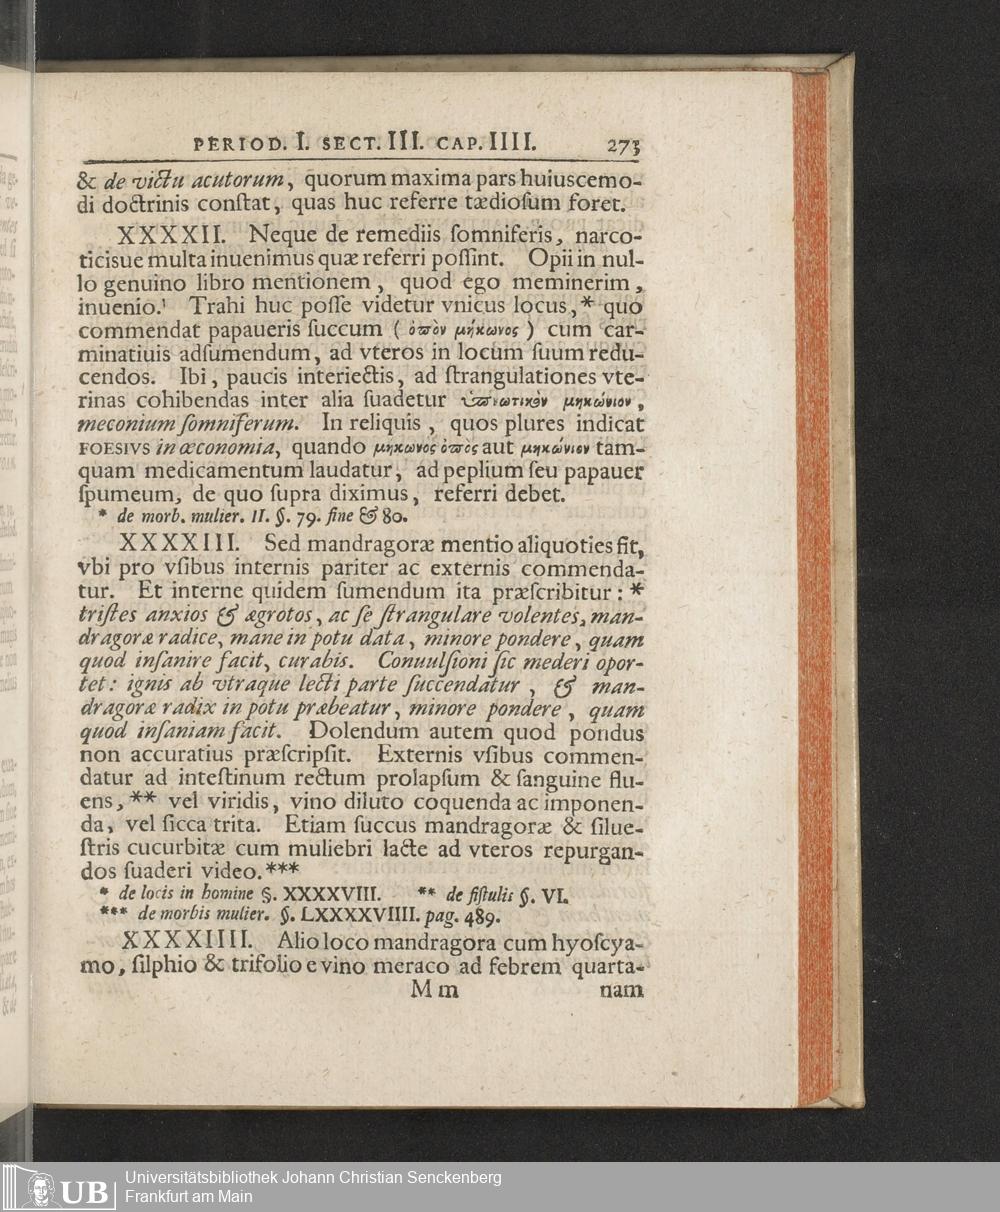 PERIOD. I. SECT. III. CAP. IIII. 273
& de victu acutorum, quorum maxima pars huiuscemo-
di doctrinis conſtat, quas huc referre tædioſum foret.
XXXXII. Neque de remediis ſomniferis, narco-
ticisue multa inuenimus quæ referri poſſint. Opii in nul-
lo genuino libro mentionem, quod ego meminerim,
inuenio. Trahi huc poſſe videtur vnicus locus,* quo
commendat papaueris ſuccum ( ὀπὸν μήκωνος ) cum car-
minatiuis adſumendum, ad vteros in locum ſuum redu-
cendos. Ibi, paucis interiectis, ad ſtrangulationes vte-
rinas cohibendas inter alia ſuadetur ὑπνωτικὸν μηκώνιον,
meconium ſomniferum. In reliquis, quos plures indicat
FOESIVS in œconomia, quando μηκωνος ὀπὸς aut μηκώνιον tam-
quam medicamentum laudatur, ad peplium ſeu papauer
ſpumeum, de quo ſupra diximus, referri debet.
* de morb. mulier. II. §. 79. fine & 80.
XXXXIII. Sed mandragoræ mentio aliquoties fit,
vbi pro vſibus internis pariter ac externis commenda-
tur. Et interne quidem ſumendum ita præſcribitur: *
triſtes anxios & ægrotos, ac ſe ſtrangulare volentes, man-
dragoræ radice, mane in potu data, minore pondere, quam
quod inſanire facit, curabis. Conuulſioni ſic mederi opor-
tet: ignis ab vtraque lecti parte ſuccendatur, & man-
dragoræ radix in potu præbeatur, minore pondere, quam
quod inſaniam facit. Dolendum autem quod pondus
non accuratius præſcripſit. Externis vſibus commen-
datur ad inteſtinum rectum prolapſum & ſanguine flu-
ens, ** vel viridis, vino diluto coquenda ac imponen-
da, vel ſicca trita. Etiam ſuccus mandragoræ & ſilue-
ſtris cucurbitæ cum muliebri lacte ad vteros repurgan-
dos ſuaderi video.***
* de locis in homine §. XXXXVIII. ** de fiſtulis §. VI.
*** de morbis mulier. §. LXXXXVIIII. pag. 489.
XXXXIIII. Alio loco mandragora cum hyoſcya-
mo, ſilphio & trifolio e vino meraco ad febrem quarta-
M m nam
UB
Universitätsbibliothek Johann Christian Senckenberg
Frankfurt am Main